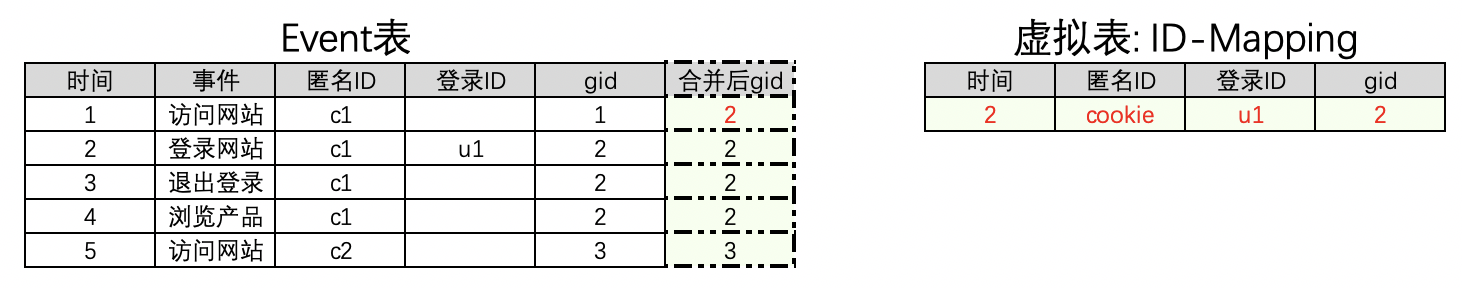 Event表
时间 事件 匿名ID 登录ID gid 合并后gid
1 访问网站 c1 1 2
2 登录网站 c1 u1 2 2
3 退出登录 c1 2 2
4 浏览产品 c1 2 2
5 访问网站 c2 3 3
虚拟表: ID-Mapping
时间 匿名ID 登录ID gid
2 cookie u1 2